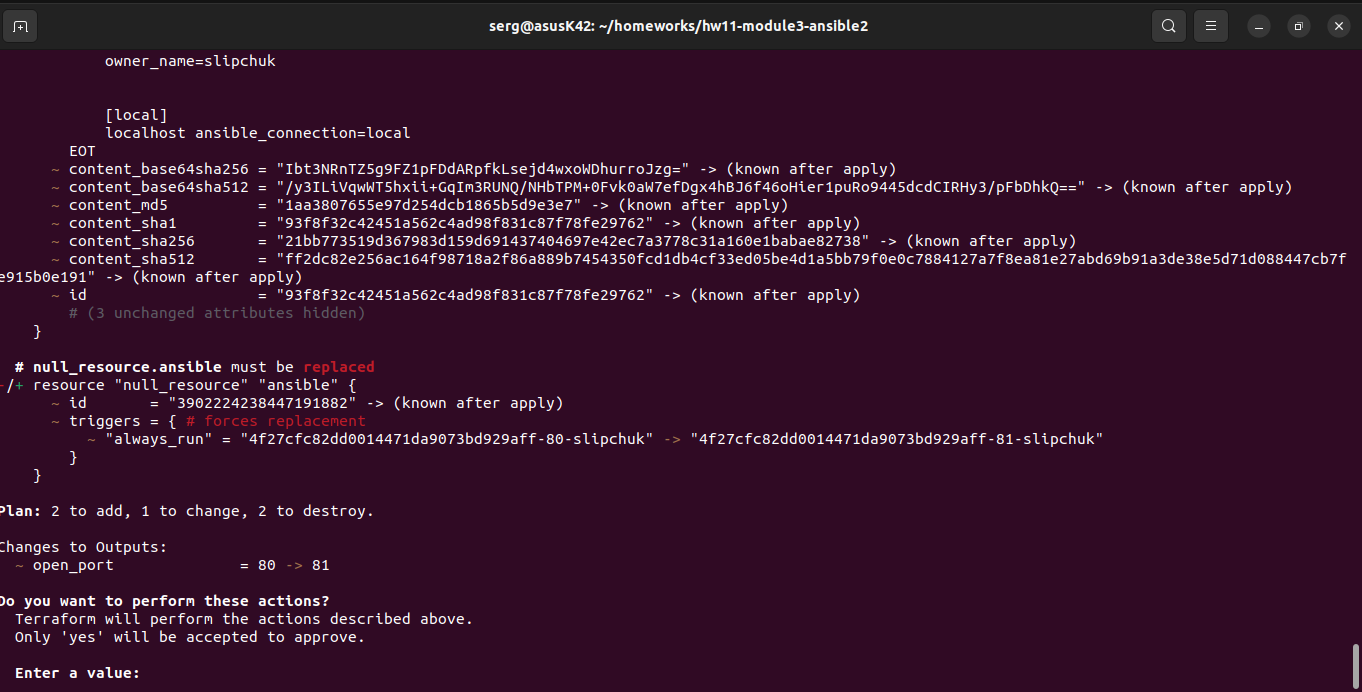 serg@asusK42: ~/homeworks/hw11-module3-ansible2
owner_name=slipchuk
[local]
localhost ansible_connection=local
EOT
~ content_base64sha256 = "Ibt3NRnTZ5g9FZ1pFDdARpfkLsejd4wxoWDhurroJzg=" -> (known after apply)
~ content_base64sha512 = "/y3ILiVqwWT5hxii+GqIm3RUNQ/NHbTPM+0Fvk0aW7efDgx4hBJ6f46oHier1puRo9445dcdCIRHy3/pFbDhkQ==" -> (known after apply)
~ content_md5 = "1aa3807655e97d254dcb1865b5d9e3e7" -> (known after apply)
~ content_sha1 = "93f8f32c42451a562c4ad98f831c87f78fe29762" -> (known after apply)
~ content_sha256 = "21bb773519d367983d159d691437404697e42ec7a3778c31a160e1babae82738" -> (known after apply)
~ content_sha512 = "ff2dc82e256ac164f98718a2f86a889b7454350fcd1db4cf33ed05be4d1a5bb79f0e0c7884127a7f8ea81e27abd69b91a3de38e5d71d088447cb7f
e915b0e191" -> (known after apply)
~ id = "93f8f32c42451a562c4ad98f831c87f78fe29762" -> (known after apply)
# (3 unchanged attributes hidden)
}
# null_resource.ansible must be replaced
-/+ resource "null_resource" "ansible" {
~ id = "3902224238447191882" -> (known after apply)
~ triggers = { # forces replacement
~ "always_run" = "4f27cfc82dd0014471da9073bd929aff-80-slipchuk" -> "4f27cfc82dd0014471da9073bd929aff-81-slipchuk"
}
}
Plan: 2 to add, 1 to change, 2 to destroy.
Changes to Outputs:
~ open_port = 80 -> 81
Do you want to perform these actions?
Terraform will perform the actions described above.
Only 'yes' will be accepted to approve.
Enter a value: